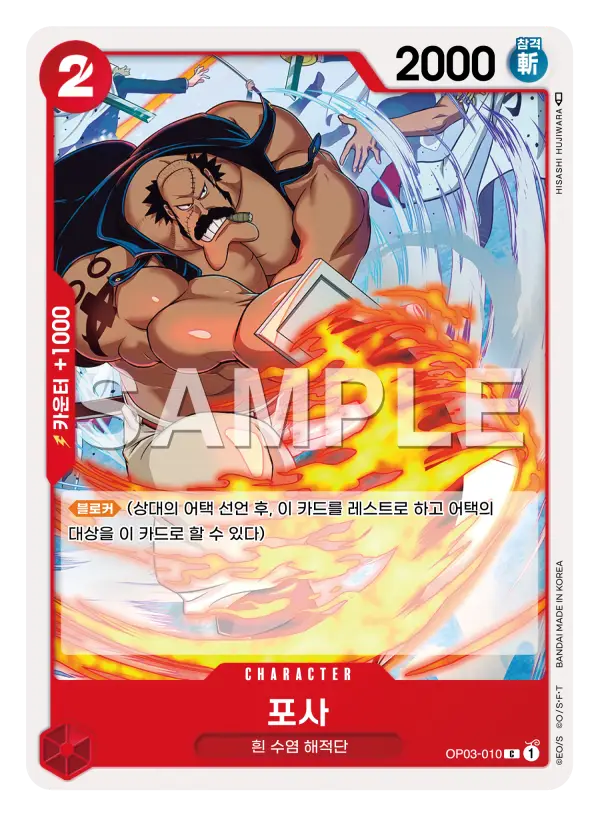 2
2000
참격
斬
HISASHI HUJIWARA
카운터 +1000
SAMPLE
블로커 (상대의 어택 선언 후, 이 카드를 레스트로 하고 어택의
대상을 이 카드로 할 수 있다)
CHARACTER
포사
흰 수염 해적단
OP03-010 C 1
©EO/S ©O/S·F·T BANDAI MADE IN KOREA